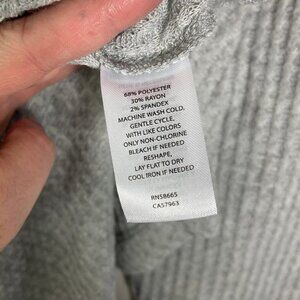 68% POLYESTER
30% RAYON
2% SPANDEX
MACHINE WASH COLD,
GENTLE CYCLE,
WITH LIKE COLORS
ONLY NON-CHLORINE
BLEACH IF NEEDED
RESHAPE,
LAY FLAT TO DRY
COOL IRON IF NEEDED
RN58665
CA57963